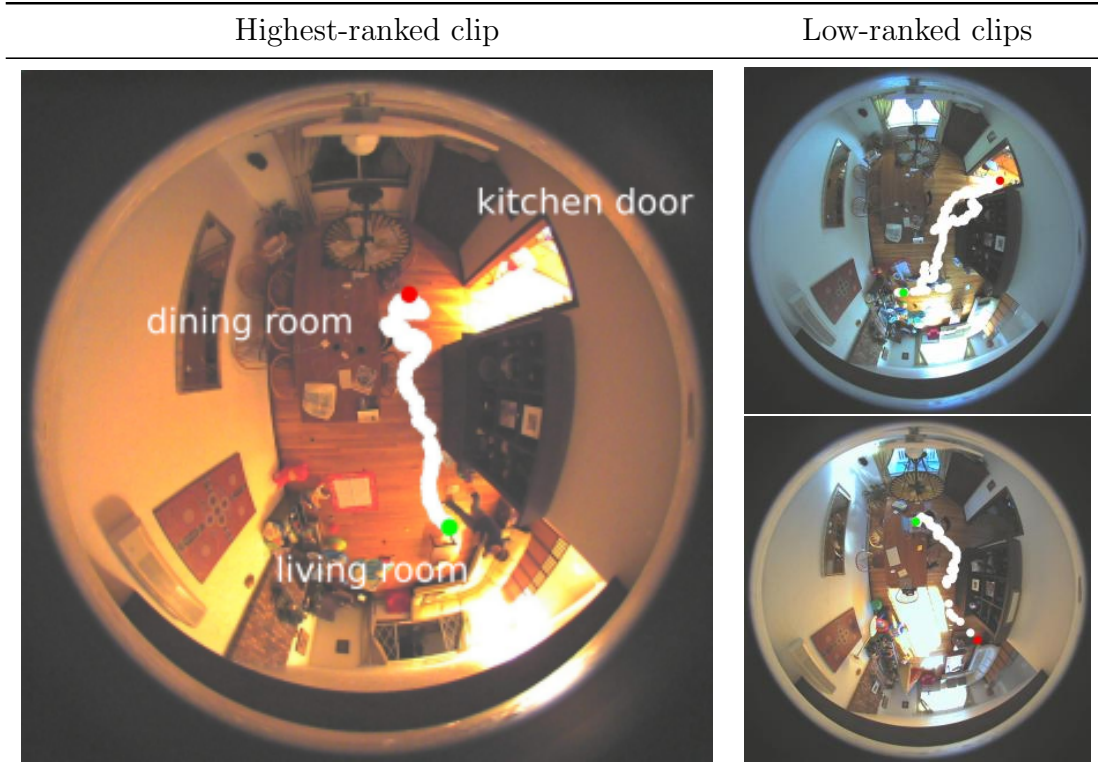 Highest-ranked clip
Low-ranked clips
kitchen door
dining room
living room